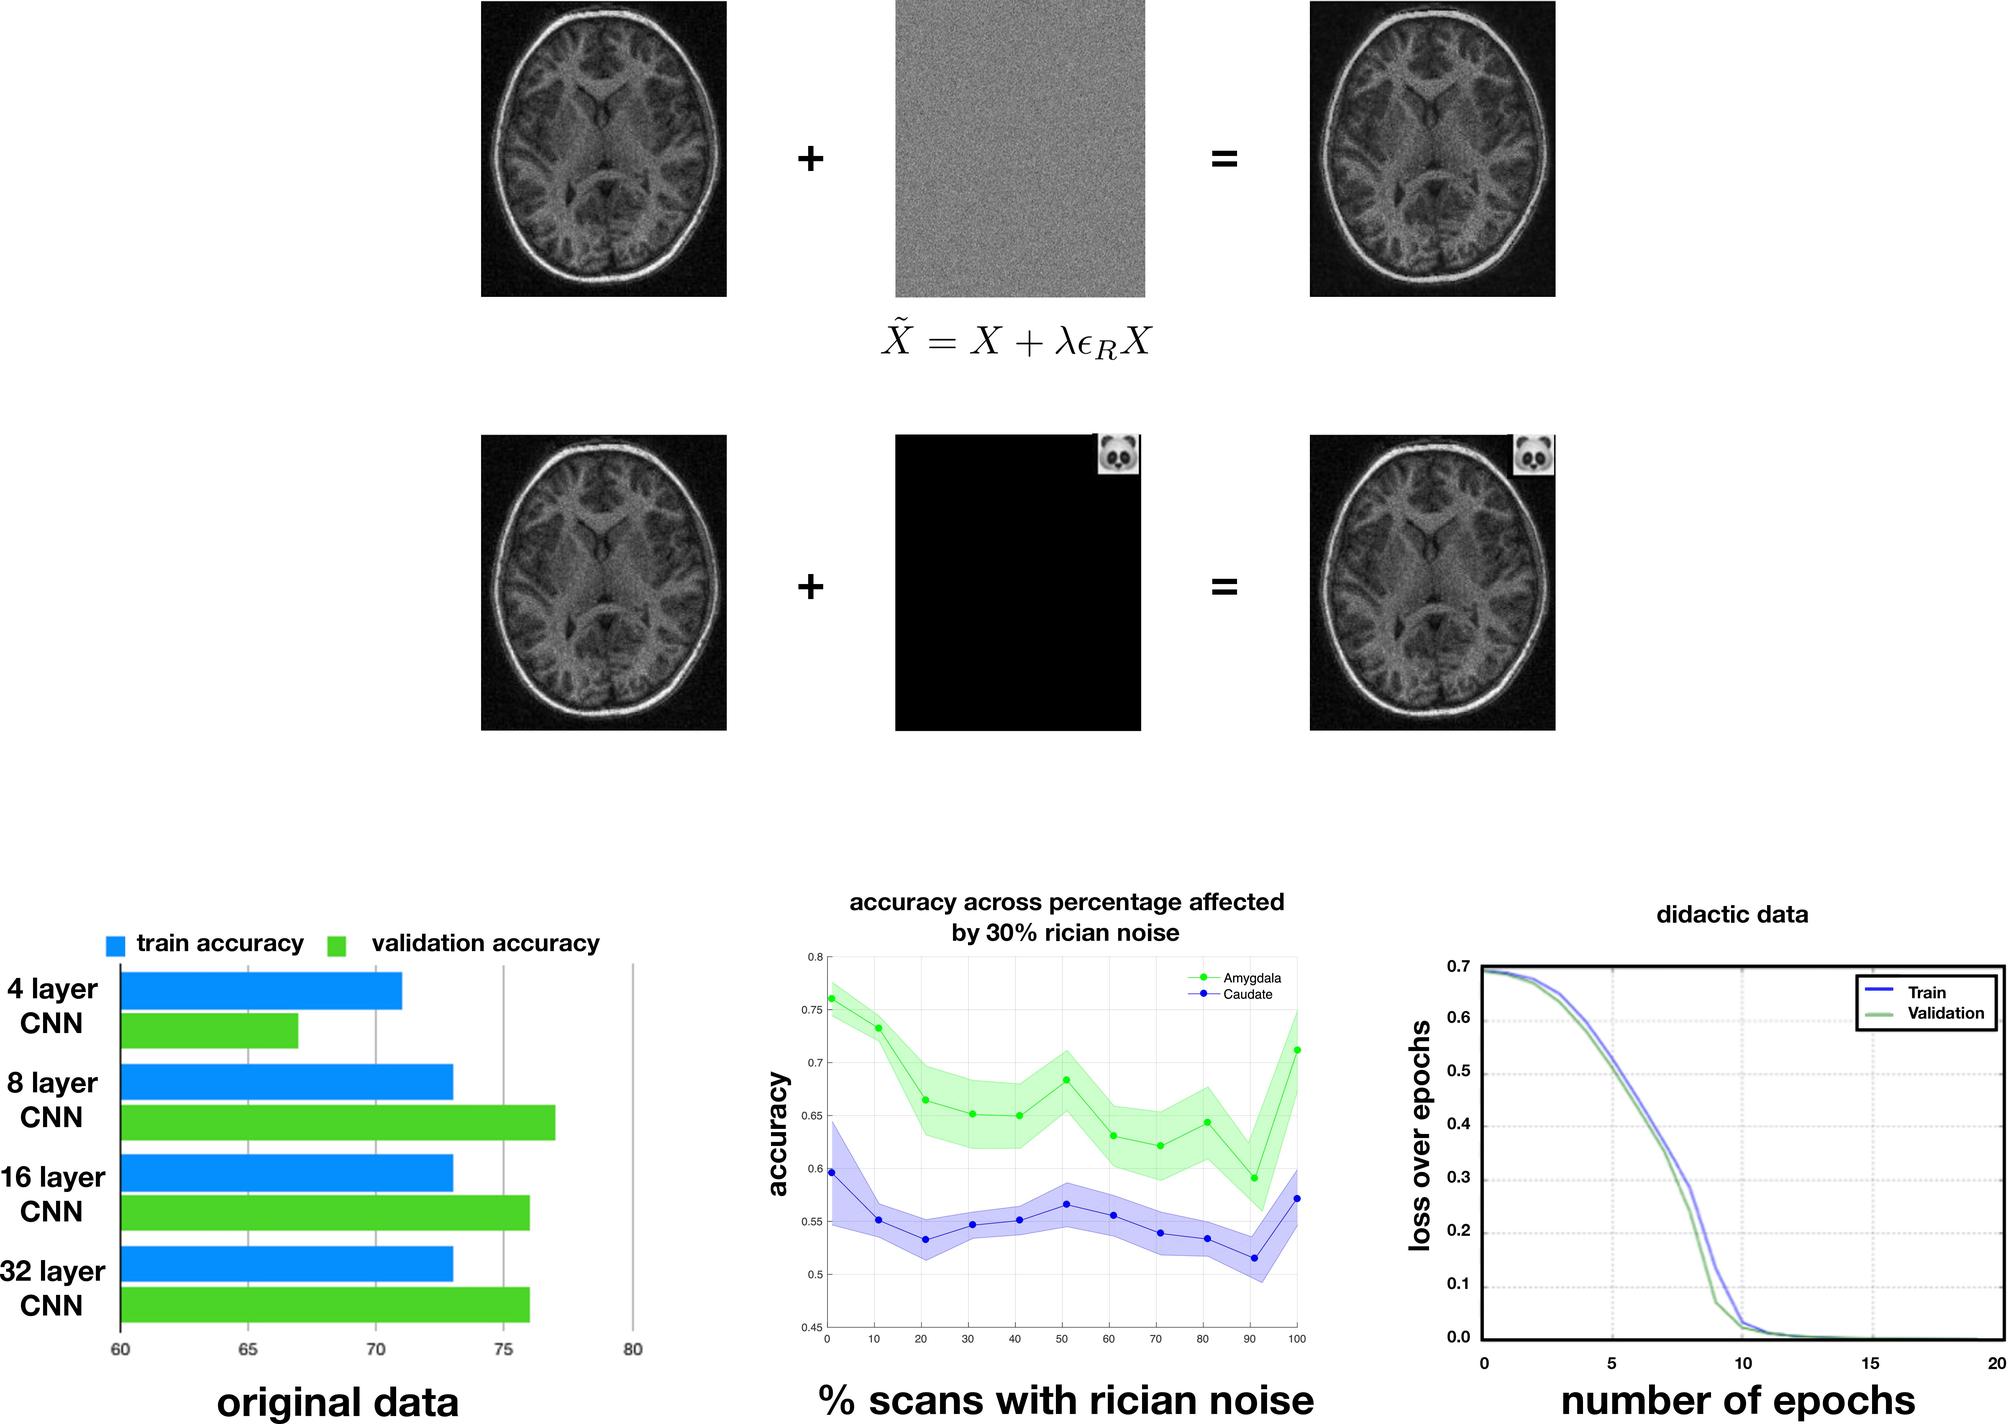 + =
X̃ = X + λϵ_R X
+ =
train accuracy validation accuracy
4 layer
CNN
8 layer
CNN
16 layer
CNN
32 layer
CNN
60 65 70 75 80
original data
accuracy across percentage affected
by 30% rician noise
Amygdala
Caudate
accuracy
0.8
0.75
0.7
0.65
0.6
0.55
0.5
0.45
0 10 20 30 40 50 60 70 80 90 100
% scans with rician noise
didactic data
Train
Validation
loss over epochs
0.7
0.6
0.5
0.4
0.3
0.2
0.1
0.0
0 5 10 15 20
number of epochs